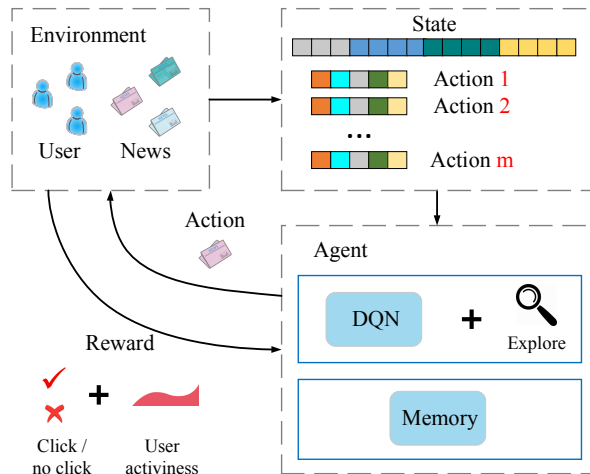 Environment
User
News
State
Action 1
Action 2
...
Action m
Action
Agent
DQN
+
Explore
Memory
Reward
+
Click /
no click
User
activiness